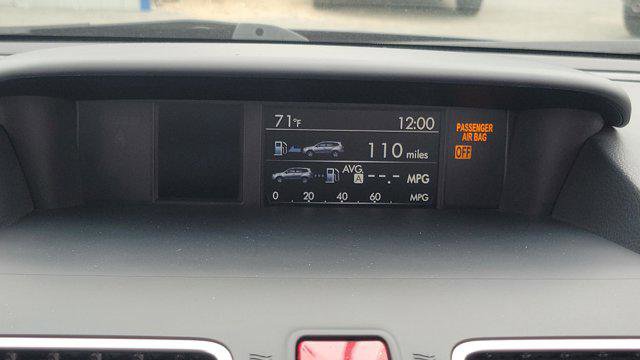 71°F 12:00
110 miles
AVG.
A --.- MPG
0 20 40 60 MPG
PASSENGER
AIR BAG
OFF